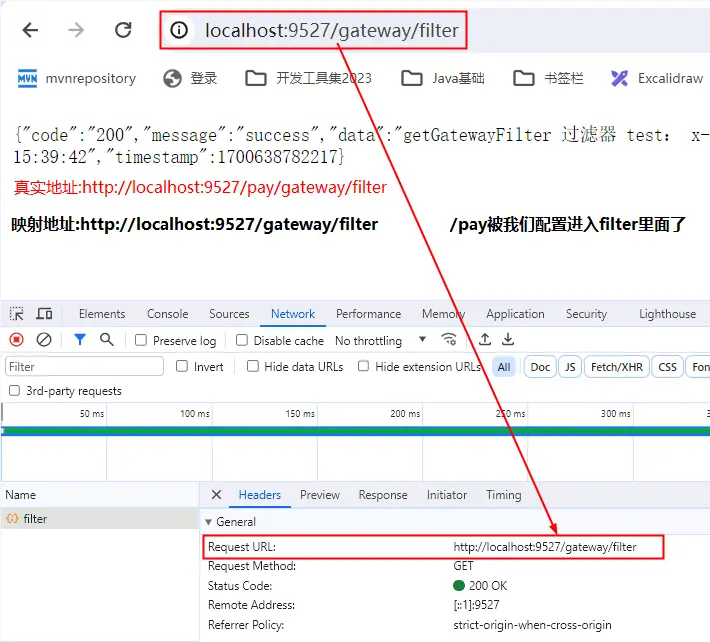 localhost:9527/gateway/filter
mvnrepository 登录 开发工具集2023 Java基础 书签栏 Excalidraw
{"code":"200","message":"success","data":"getGatewayFilter 过滤器 test: x-
15:39:42","timestamp":1700638782217}
真实地址:http://localhost:9527/pay/gateway/filter
映射地址:http://localhost:9527/gateway/filter /pay被我们配置进入filter里面了
Elements Console Sources Network Performance Memory Application Security Lighthouse
Preserve log Disable cache No throttling
Filter Invert Hide data URLs Hide extension URLs All Doc JS Fetch/XHR CSS Fon
3rd-party requests
50 ms 100 ms 150 ms 200 ms 250 ms 300 ms 3
Name Headers Preview Response Initiator Timing
filter General
Request URL: http://localhost:9527/gateway/filter
Request Method: GET
Status Code: 200 OK
Remote Address: [::1]:9527
Referrer Policy: strict-origin-when-cross-origin